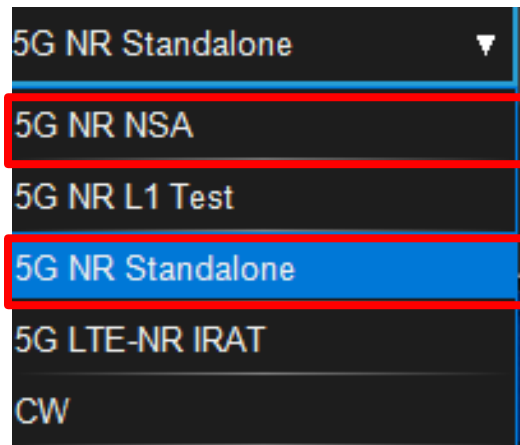 5G NR Standalone
5G NR NSA
5G NR L1 Test
5G NR Standalone
5G LTE-NR IRAT
CW